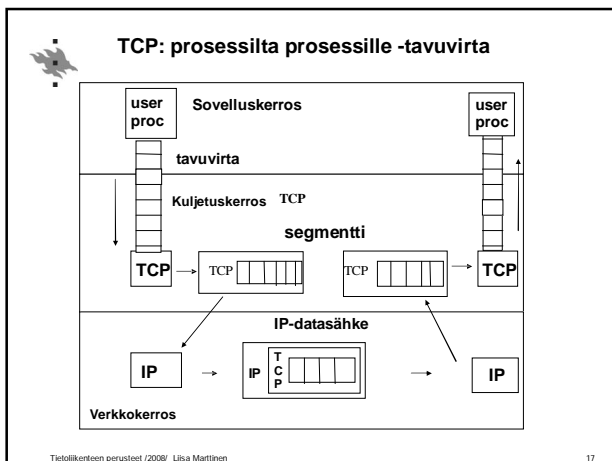 TCP: prosessilta prosessille -tavuvirta
user
proc
Sovelluskerros
user
proc
tavuvirta
Kuljetuskerros TCP
segmentti
TCP
TCP
TCP
TCP
IP-datasähke
IP
IP
T
C
P
IP
Verkkokerros
Tietoliikenteen perusteet /2008/ Liisa Marttinen
17